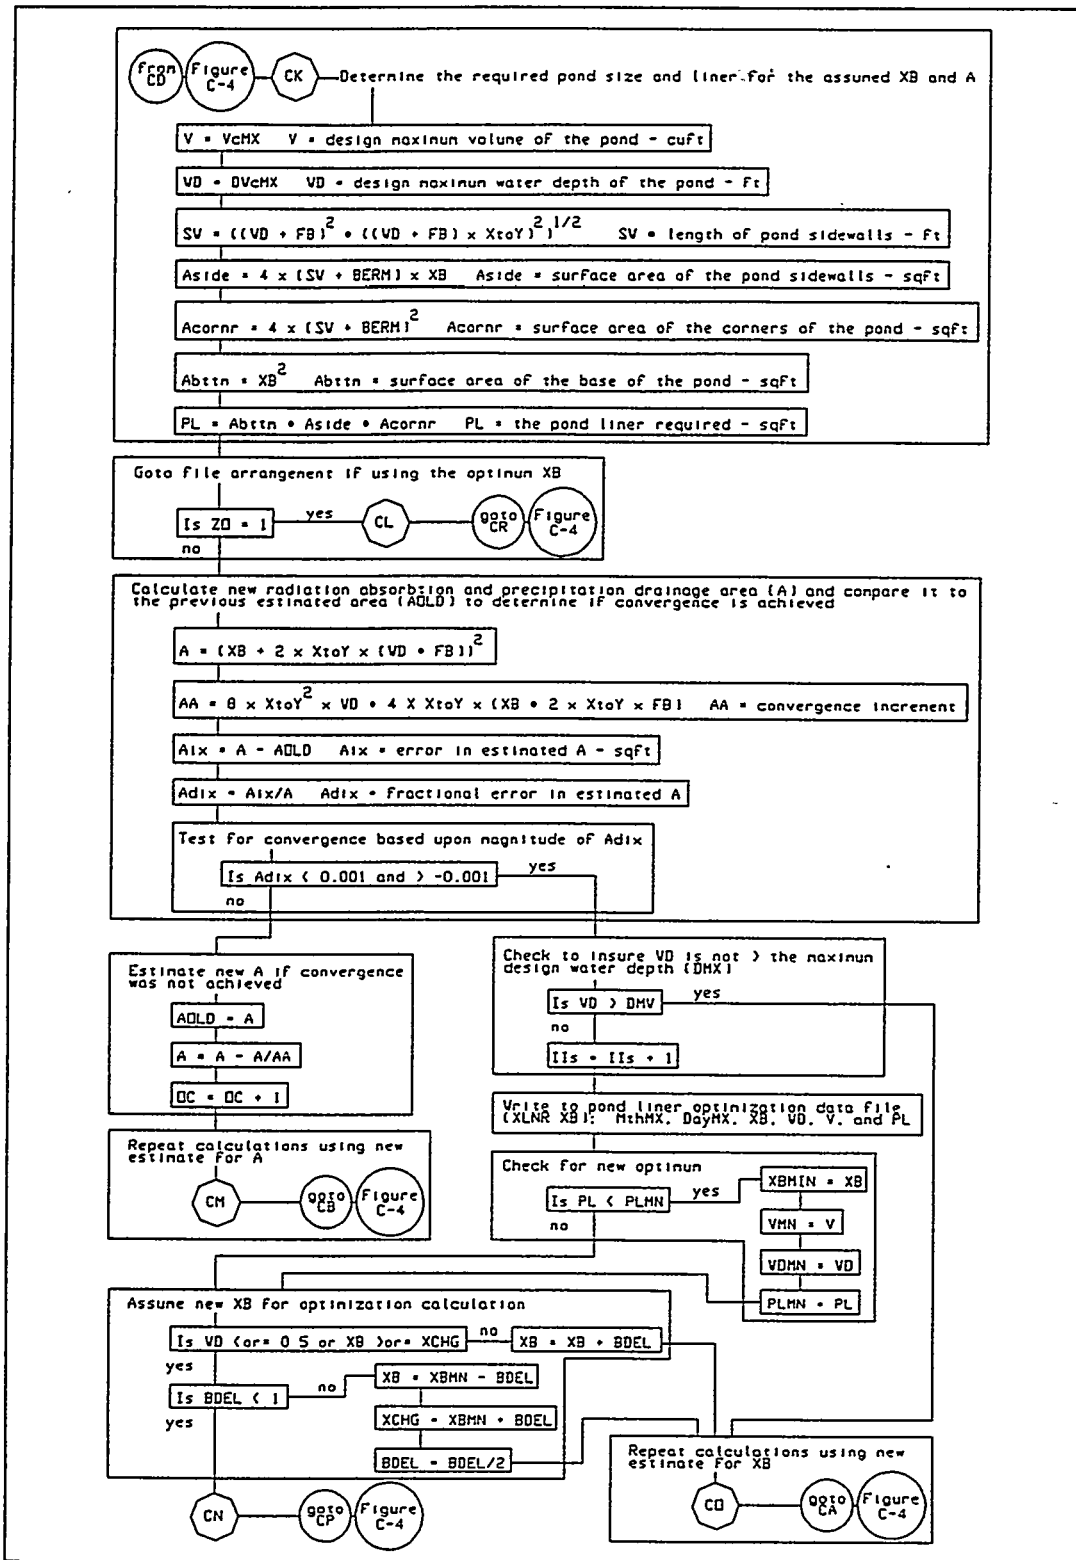 from CD
Figure C-4
CK
Determine the required pond size and liner for the assumed XB and A
V = VcMX V = design maximum volume of the pond - cuft
VD = DVcMX VD = design maximum water depth of the pond - ft
SV = ((VD + FB)² + ((VD + FB) x XtoY)²)^1/2 SV = length of pond sidewalls - ft
Aside = 4 x (SV + BERM) x XB Aside = surface area of the pond sidewalls - sqft
Acornr = 4 x (SV + BERM)² Acornr = surface area of the corners of the pond - sqft
Abttm = XB² Abttm = surface area of the base of the pond - sqft
PL = Abttm + Aside + Acornr PL = the pond liner required - sqft
Goto file arrangement if using the optimum XB
Is ZO = 1
yes
CL
goto CR
Figure C-4
no
Calculate new radiation absorbtion and precipitation drainage area (A) and compare it to
the previous estimated area (AOLD) to determine if convergence is achieved
A = (XB + 2 x XtoY x (VD + FB))²
AA = 8 x XtoY² x VD + 4 X XtoY x (XB + 2 x XtoY x FB) AA = convergence increment
Aix = A - AOLD Aix = error in estimated A - sqft
Adix = Aix/A Adix = fractional error in estimated A
Test for convergence based upon magnitude of Adix
Is Adix < 0.001 and > -0.001
yes
no
Estimate new A if convergence
was not achieved
AOLD = A
A = A - A/AA
OC = OC + 1
Repeat calculations using new
estimate for A
CM
goto CB
Figure C-4
Check to insure VD is not > the maximum
design water depth (DMX)
Is VD > DMV
yes
no
IIs = IIs + 1
Write to pond liner optimization data file
(XLNR XB): MthMX, DayMX, XB, VD, V, and PL
Check for new optimum
Is PL < PLMN
yes
no
XBMIN = XB
VMN = V
VDMN = VD
PLMN = PL
Assume new XB for optimization calculation
Is VD <or= 0.5 or XB >or= XCHG
no
XB = XB + BDEL
yes
Is BDEL < 1
no
XB = XBMN - BDEL
yes
XCHG = XBMN + BDEL
BDEL = BDEL/2
CN
goto CP
Figure C-4
Repeat calculations using new
estimate for XB
CO
goto CA
Figure C-4